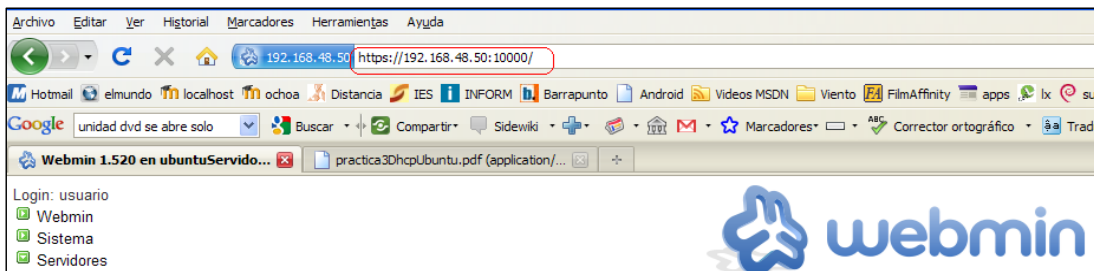 Archivo Editar Ver Historial Marcadores Herramientas Ayuda
192.168.48.50 https://192.168.48.50:10000/
Hotmail elmundo localhost ochoa Distancia IES INFORM Barrapunto Android Videos MSDN Viento FilmAffinity apps lx su
Google unidad dvd se abre solo Buscar Compartir Sidewiki Marcadores Corrector ortográfico Trad
Webmin 1.520 en ubuntuServido... practica3DhcpUbuntu.pdf (application/...
Login: usuario
Webmin
Sistema
Servidores
webmin